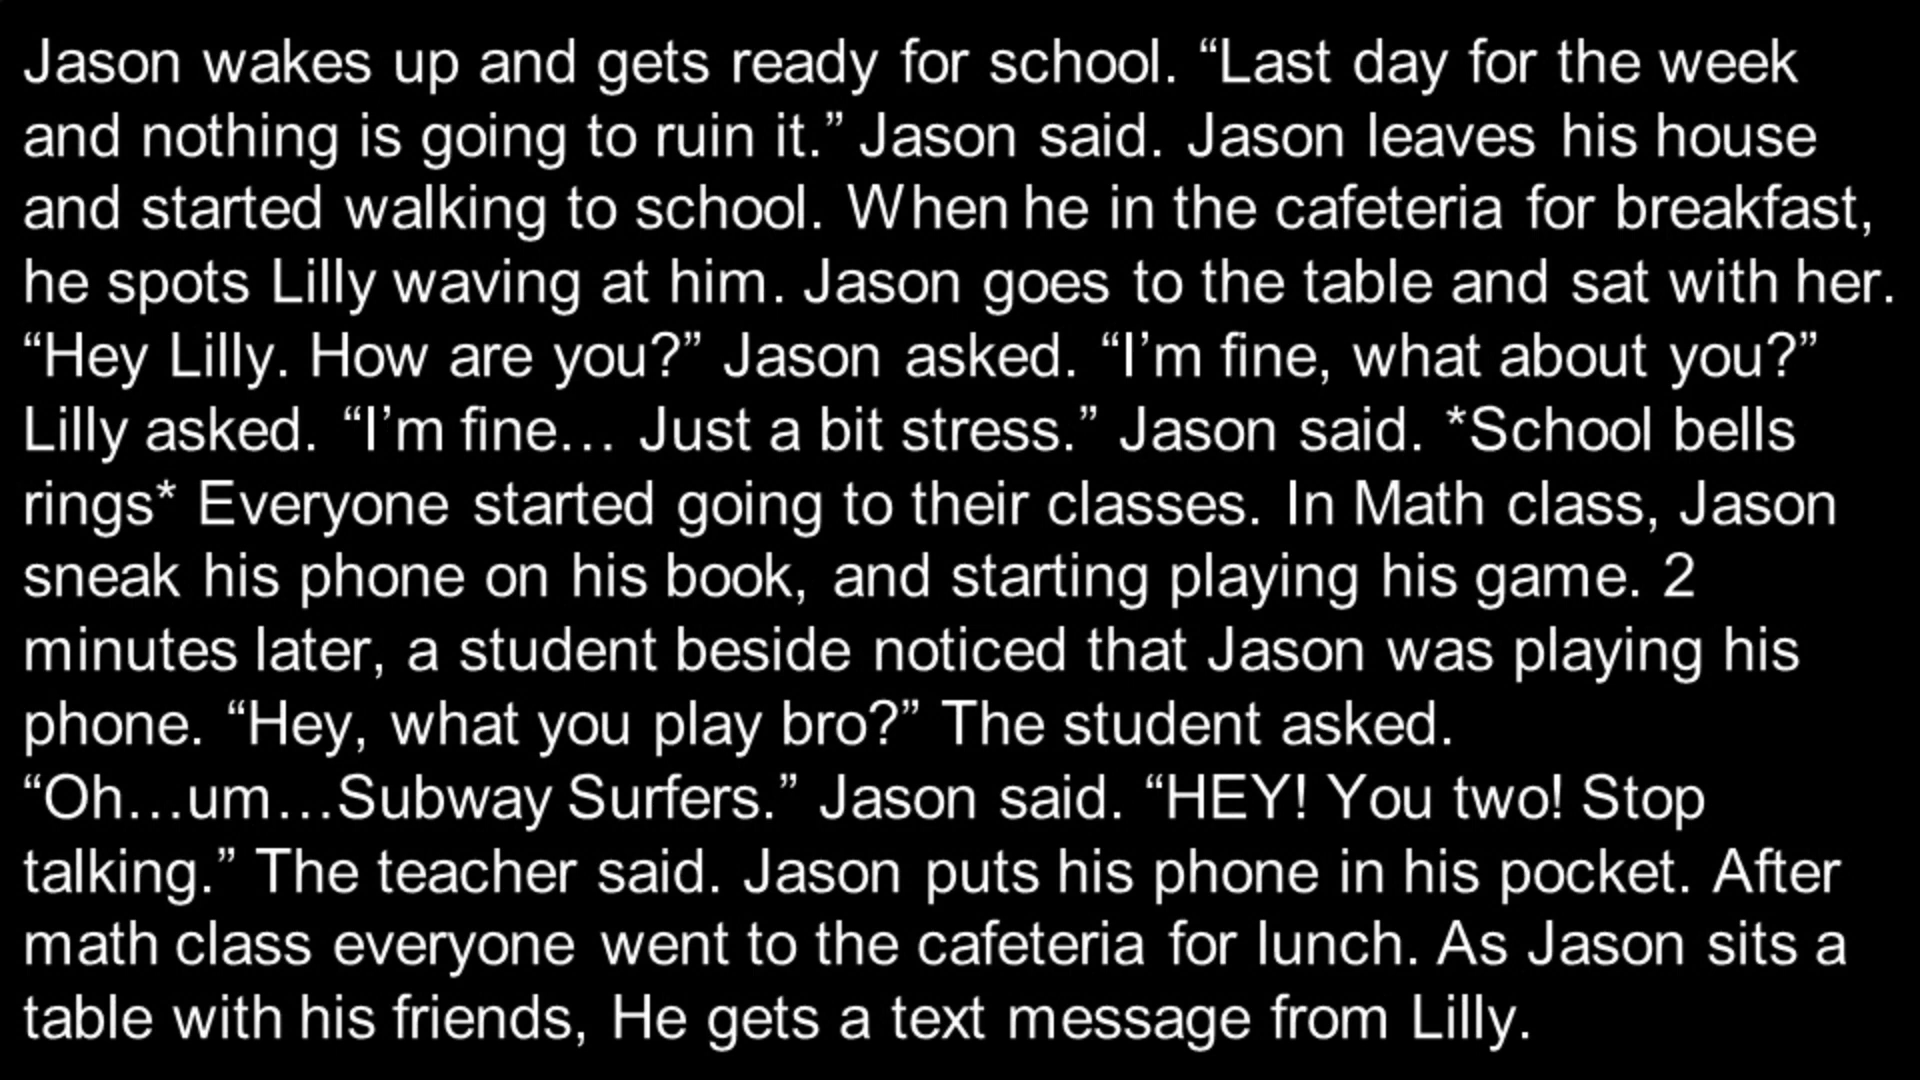 Jason wakes up and gets ready for school. “Last day for the week
and nothing is going to ruin it.” Jason said. Jason leaves his house
and started walking to school. When he in the cafeteria for breakfast,
he spots Lilly waving at him. Jason goes to the table and sat with her.
“Hey Lilly. How are you?” Jason asked. “I’m fine, what about you?”
Lilly asked. “I’m fine… Just a bit stress.” Jason said. *School bells
rings* Everyone started going to their classes. In Math class, Jason
sneak his phone on his book, and starting playing his game. 2
minutes later, a student beside noticed that Jason was playing his
phone. “Hey, what you play bro?” The student asked.
“Oh…um…Subway Surfers.” Jason said. “HEY! You two! Stop
talking.” The teacher said. Jason puts his phone in his pocket. After
math class everyone went to the cafeteria for lunch. As Jason sits a
table with his friends, He gets a text message from Lilly.